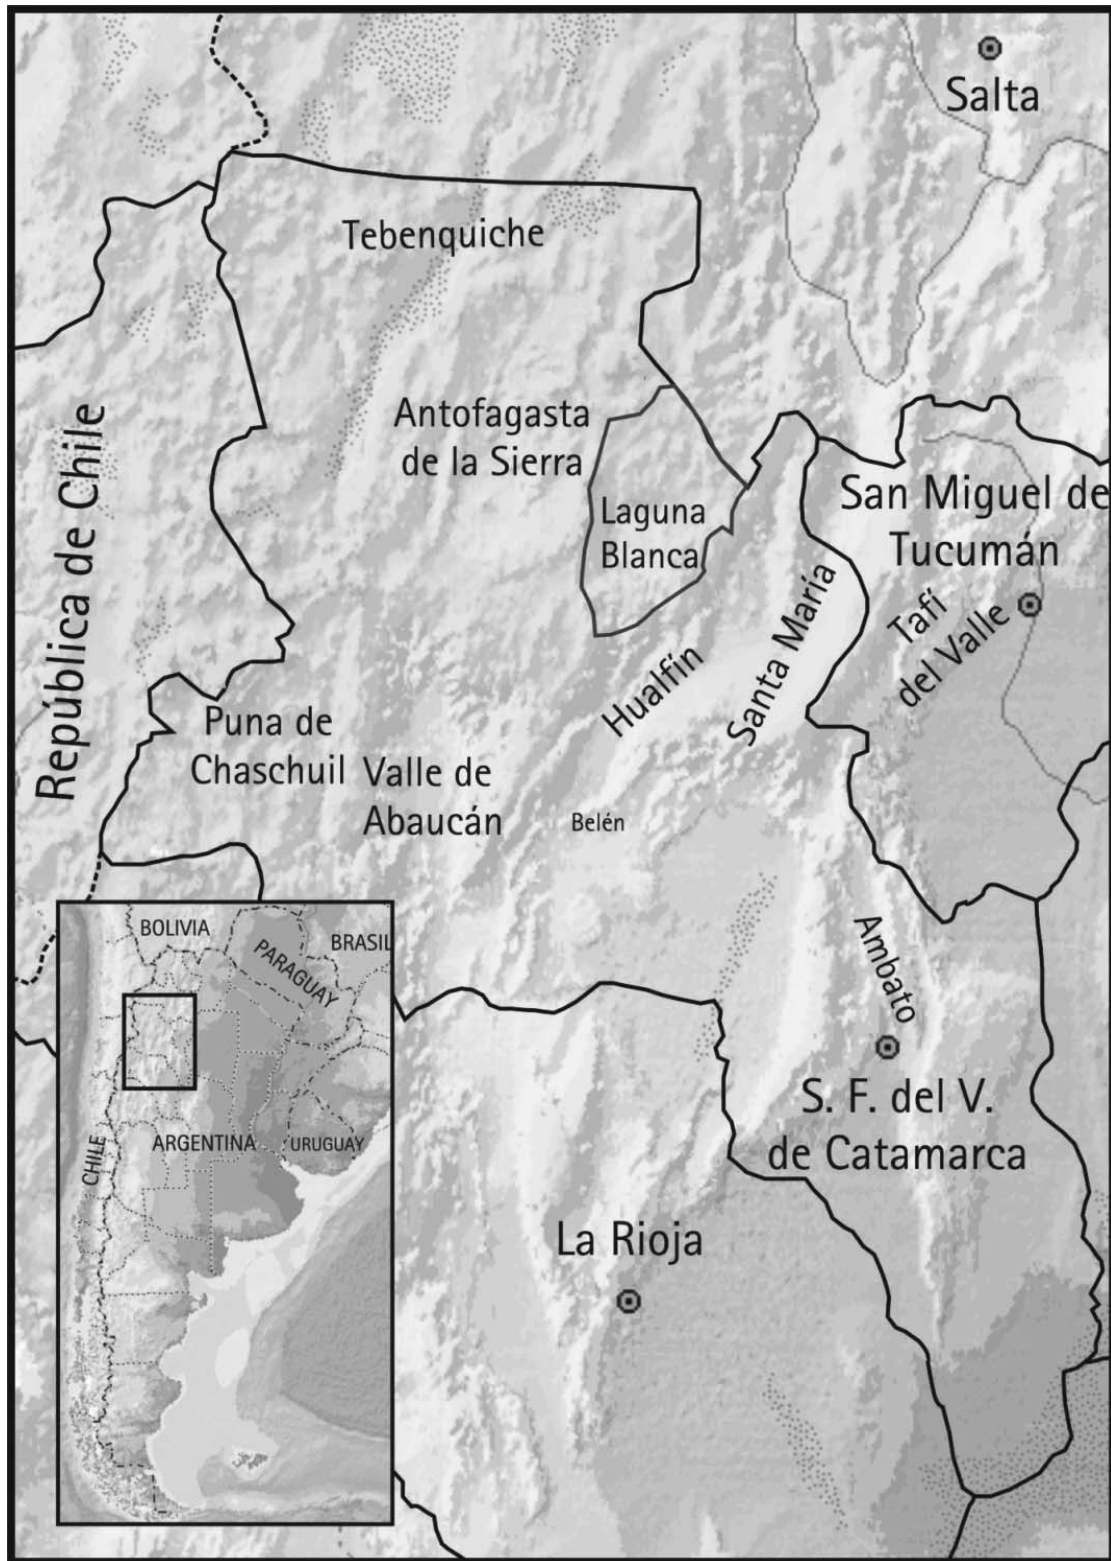 Salta
Tebenquiche
República de Chile
Antofagasta
de la Sierra
Laguna
Blanca
San Miguel de
Tucumán
Tafí
del Valle
Santa María
Hualfín
Puna de
Chaschuil
Valle de
Abaucán
Belén
Ambato
S. F. del V.
de Catamarca
La Rioja
BOLIVIA
PARAGUAY
BRASIL
CHILE
ARGENTINA
URUGUAY